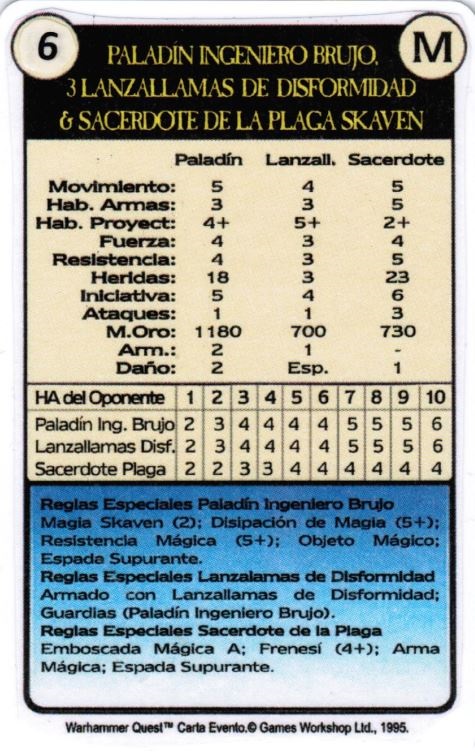 6
M
PALADÍN INGENIERO BRUJO,
3 LANZALLAMAS DE DISFORMIDAD
& SACERDOTE DE LA PLAGA SKAVEN
Paladín Lanzall. Sacerdote
Movimiento: 5 4 5
Hab. Armas: 3 3 5
Hab. Proyect: 4+ 5+ 2+
Fuerza: 4 3 4
Resistencia: 4 3 5
Heridas: 18 3 23
Iniciativa: 5 4 6
Ataques: 1 1 3
M.Oro: 1180 700 730
Arm.: 2 1 -
Daño: 2 Esp. 1
HA del Oponente 1 2 3 4 5 6 7 8 9 10
Paladín Ing. Brujo 2 3 4 4 4 4 5 5 5 6
Lanzallamas Disf. 2 3 4 4 4 4 5 5 5 6
Sacerdote Plaga 2 2 3 3 4 4 4 4 4 4
Reglas Especiales Paladín Ingeniero Brujo
Magia Skaven (2); Disipación de Magia (5+);
Resistencia Mágica (5+); Objeto Mágico;
Espada Supurante.
Reglas Especiales Lanzalamas de Disformidad
Armado con Lanzallamas de Disformidad;
Guardias (Paladín Ingeniero Brujo).
Reglas Especiales Sacerdote de la Plaga
Emboscada Mágica A; Frenesí (4+); Arma
Mágica; Espada Supurante.
Warhammer Quest™ Carta Evento.© Games Workshop Ltd., 1995.